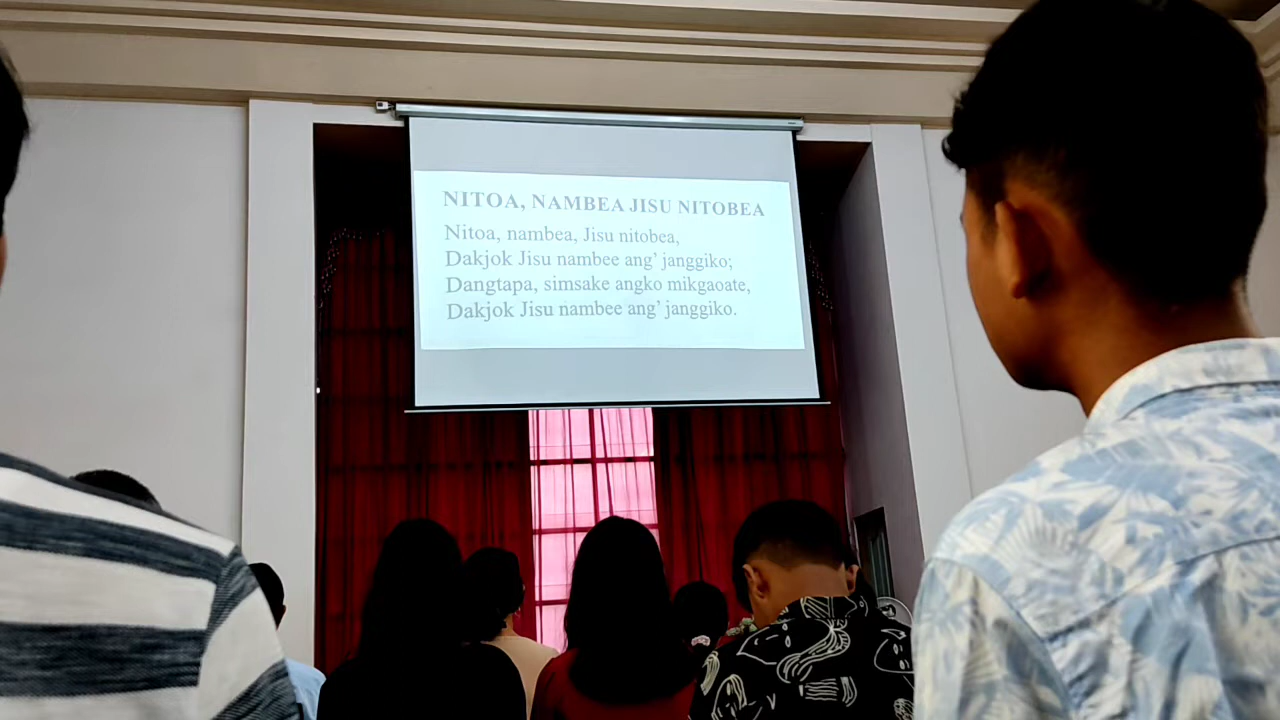 NITOA, NAMBEA JISU NITOBEA
Nitoa, nambea, Jisu nitobea,
Dakjok Jisu nambee ang’ janggiko;
Dangtapa, simsake angko mikgaoate,
Dakjok Jisu nambee ang’ janggiko.